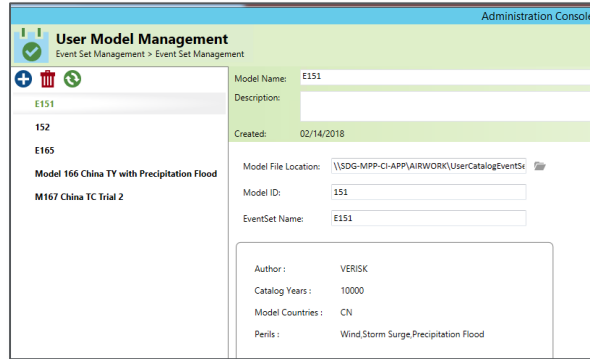 Administration Console
User Model Management
Event Set Management > Event Set Management
E151
152
E165
Model 166 China TY with Precipitation Flood
M167 China TC Trial 2
Model Name: E151
Description:
Created: 02/14/2018
Model File Location: \\SDG-MPP-CI-APP\AIRWORK\UserCatalogEventSe
Model ID: 151
EventSet Name: E151
Author : VERISK
Catalog Years : 10000
Model Countries : CN
Perils : Wind,Storm Surge,Precipitation Flood